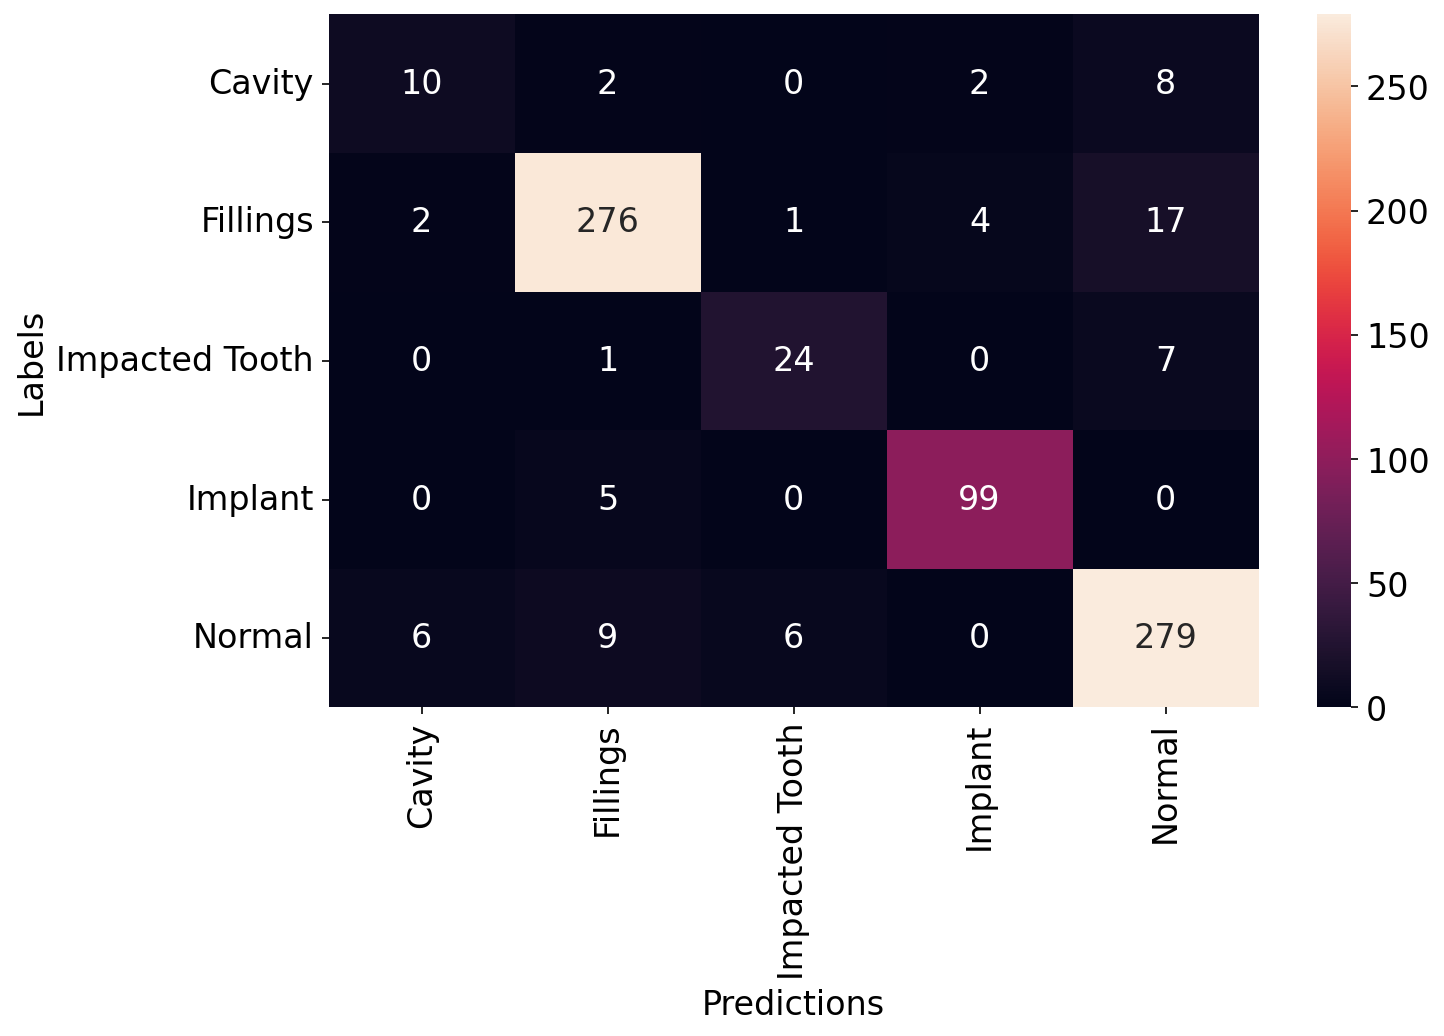 Labels
Cavity 10 2 0 2 8
Fillings 2 276 1 4 17
Impacted Tooth 0 1 24 0 7
Implant 0 5 0 99 0
Normal 6 9 6 0 279
Cavity Fillings Impacted Tooth Implant Normal
Predictions
250
200
150
100
50
0